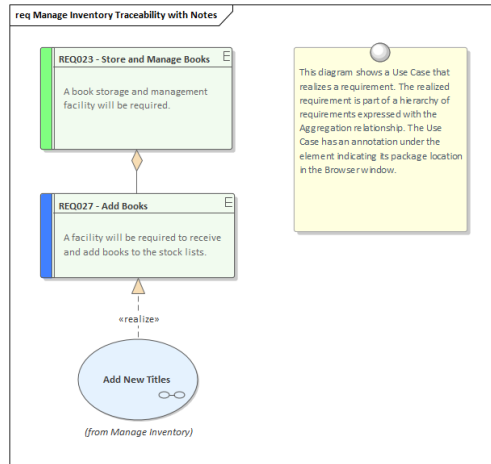 req Manage Inventory Traceability with Notes
REQ023 - Store and Manage Books
E
A book storage and management
facility will be required.
REQ027 - Add Books
E
A facility will be required to receive
and add books to the stock lists.
«realize»
Add New Titles
(from Manage Inventory)
This diagram shows a Use Case that
realizes a requirement. The realized
requirement is part of a hierarchy of
requirements expressed with the
Aggregation relationship. The Use
Case has an annotation under the
element indicating its package location
in the Browser window.